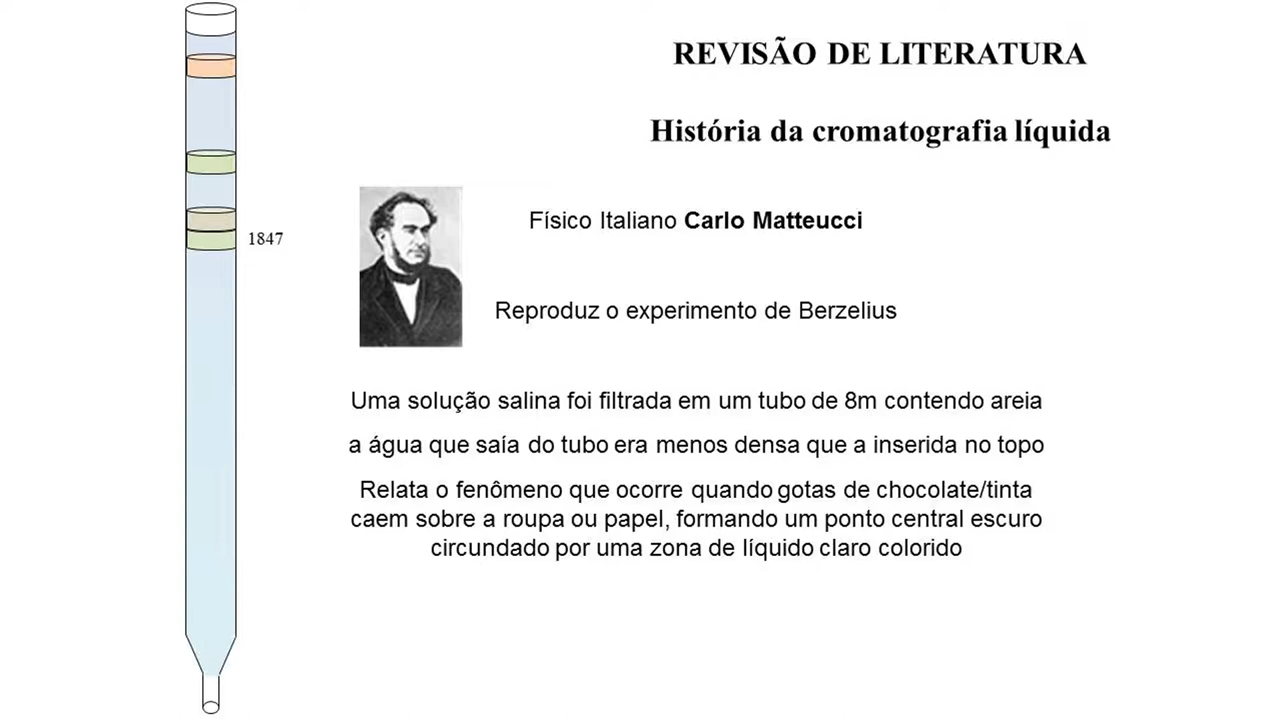 REVISÃO DE LITERATURA
História da cromatografia líquida
Físico Italiano Carlo Matteucci
1847
Reproduz o experimento de Berzelius
Uma solução salina foi filtrada em um tubo de 8m contendo areia
a água que saía do tubo era menos densa que a inserida no topo
Relata o fenômeno que ocorre quando gotas de chocolate/tinta
caem sobre a roupa ou papel, formando um ponto central escuro
circundado por uma zona de líquido claro colorido